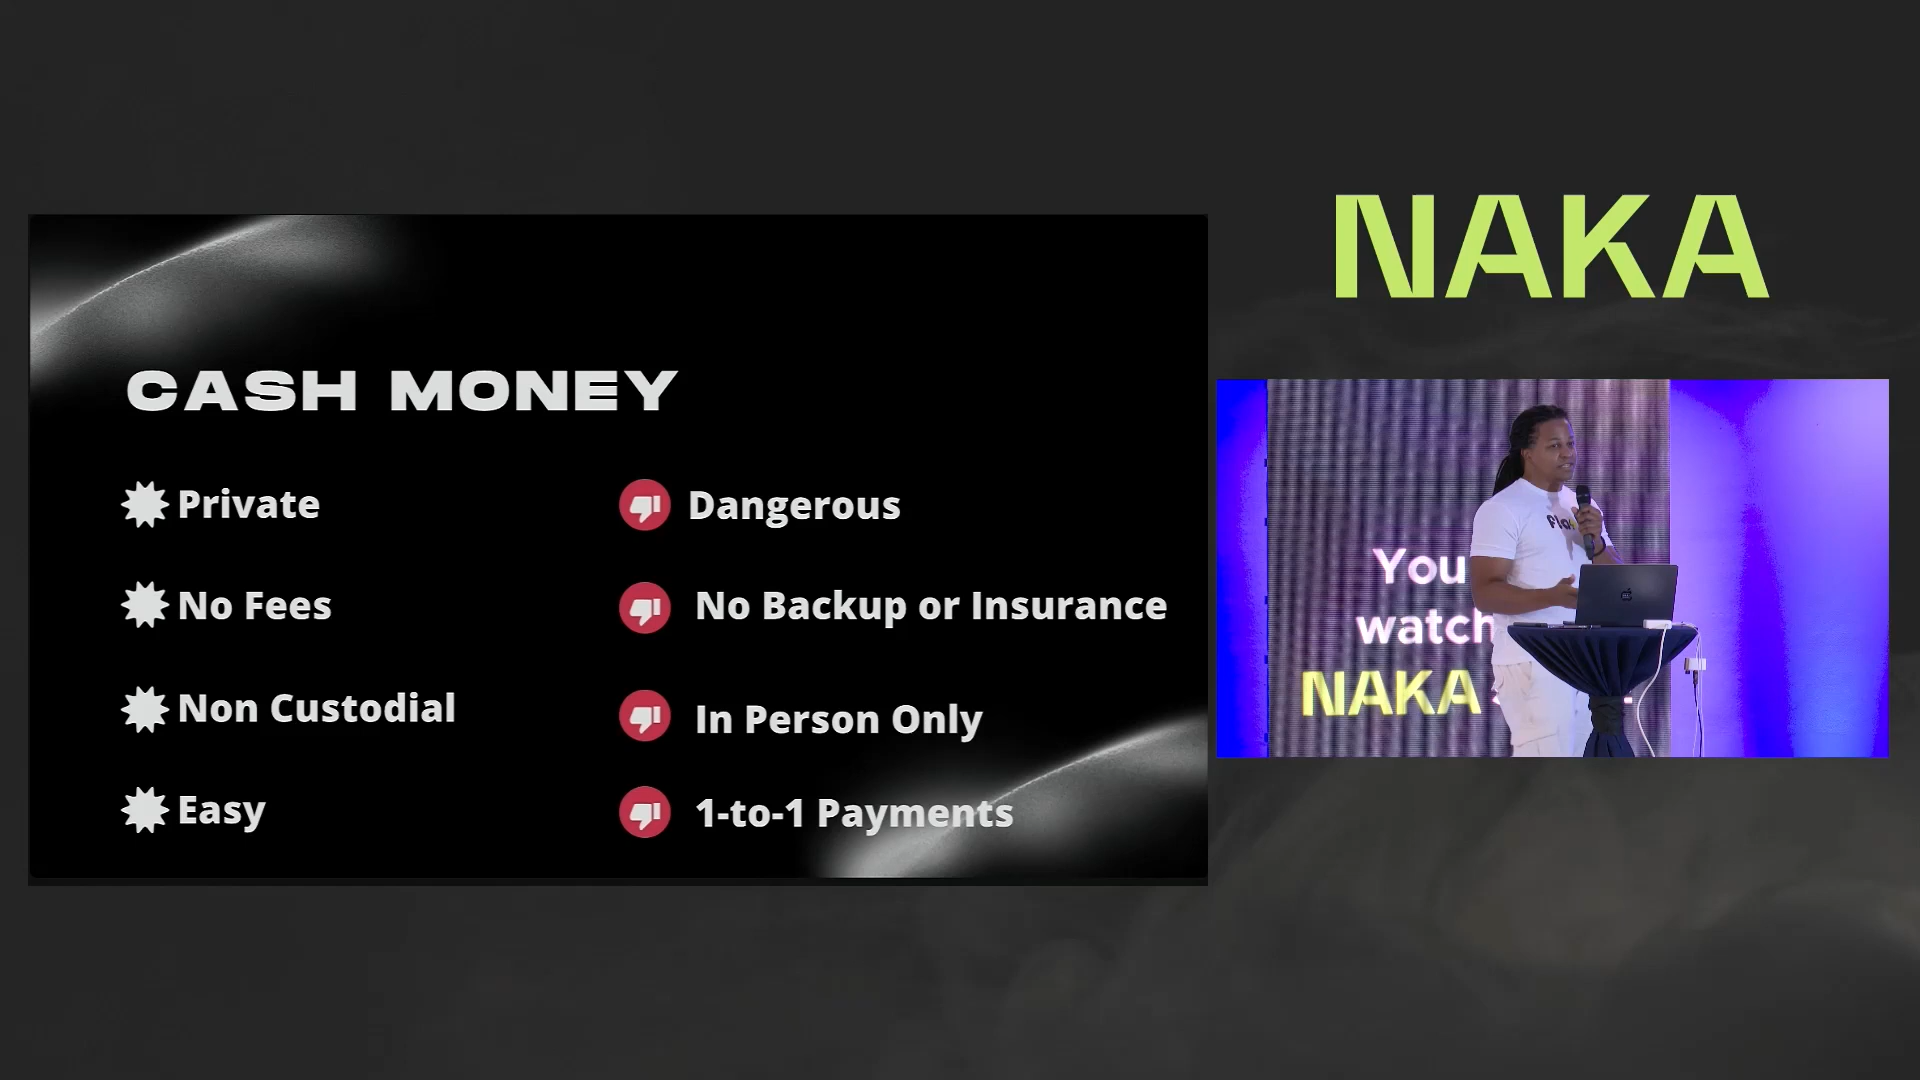 NAKA
CASH MONEY
Private
No Fees
Non Custodial
Easy
Dangerous
No Backup or Insurance
In Person Only
1-to-1 Payments
You
watch
NAKA